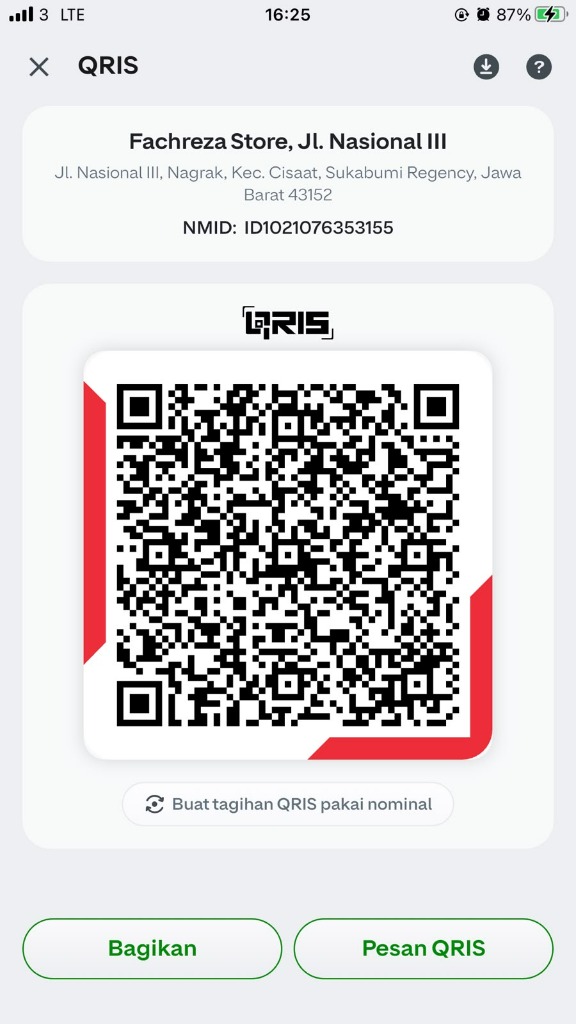 3 LTE 16:25 87%
QRIS
?
Fachreza Store, Jl. Nasional III
Jl. Nasional III, Nagrak, Kec. Cisaat, Sukabumi Regency, Jawa
Barat 43152
NMID: ID1021076353155
QRIS
Buat tagihan QRIS pakai nominal
Bagikan Pesan QRIS